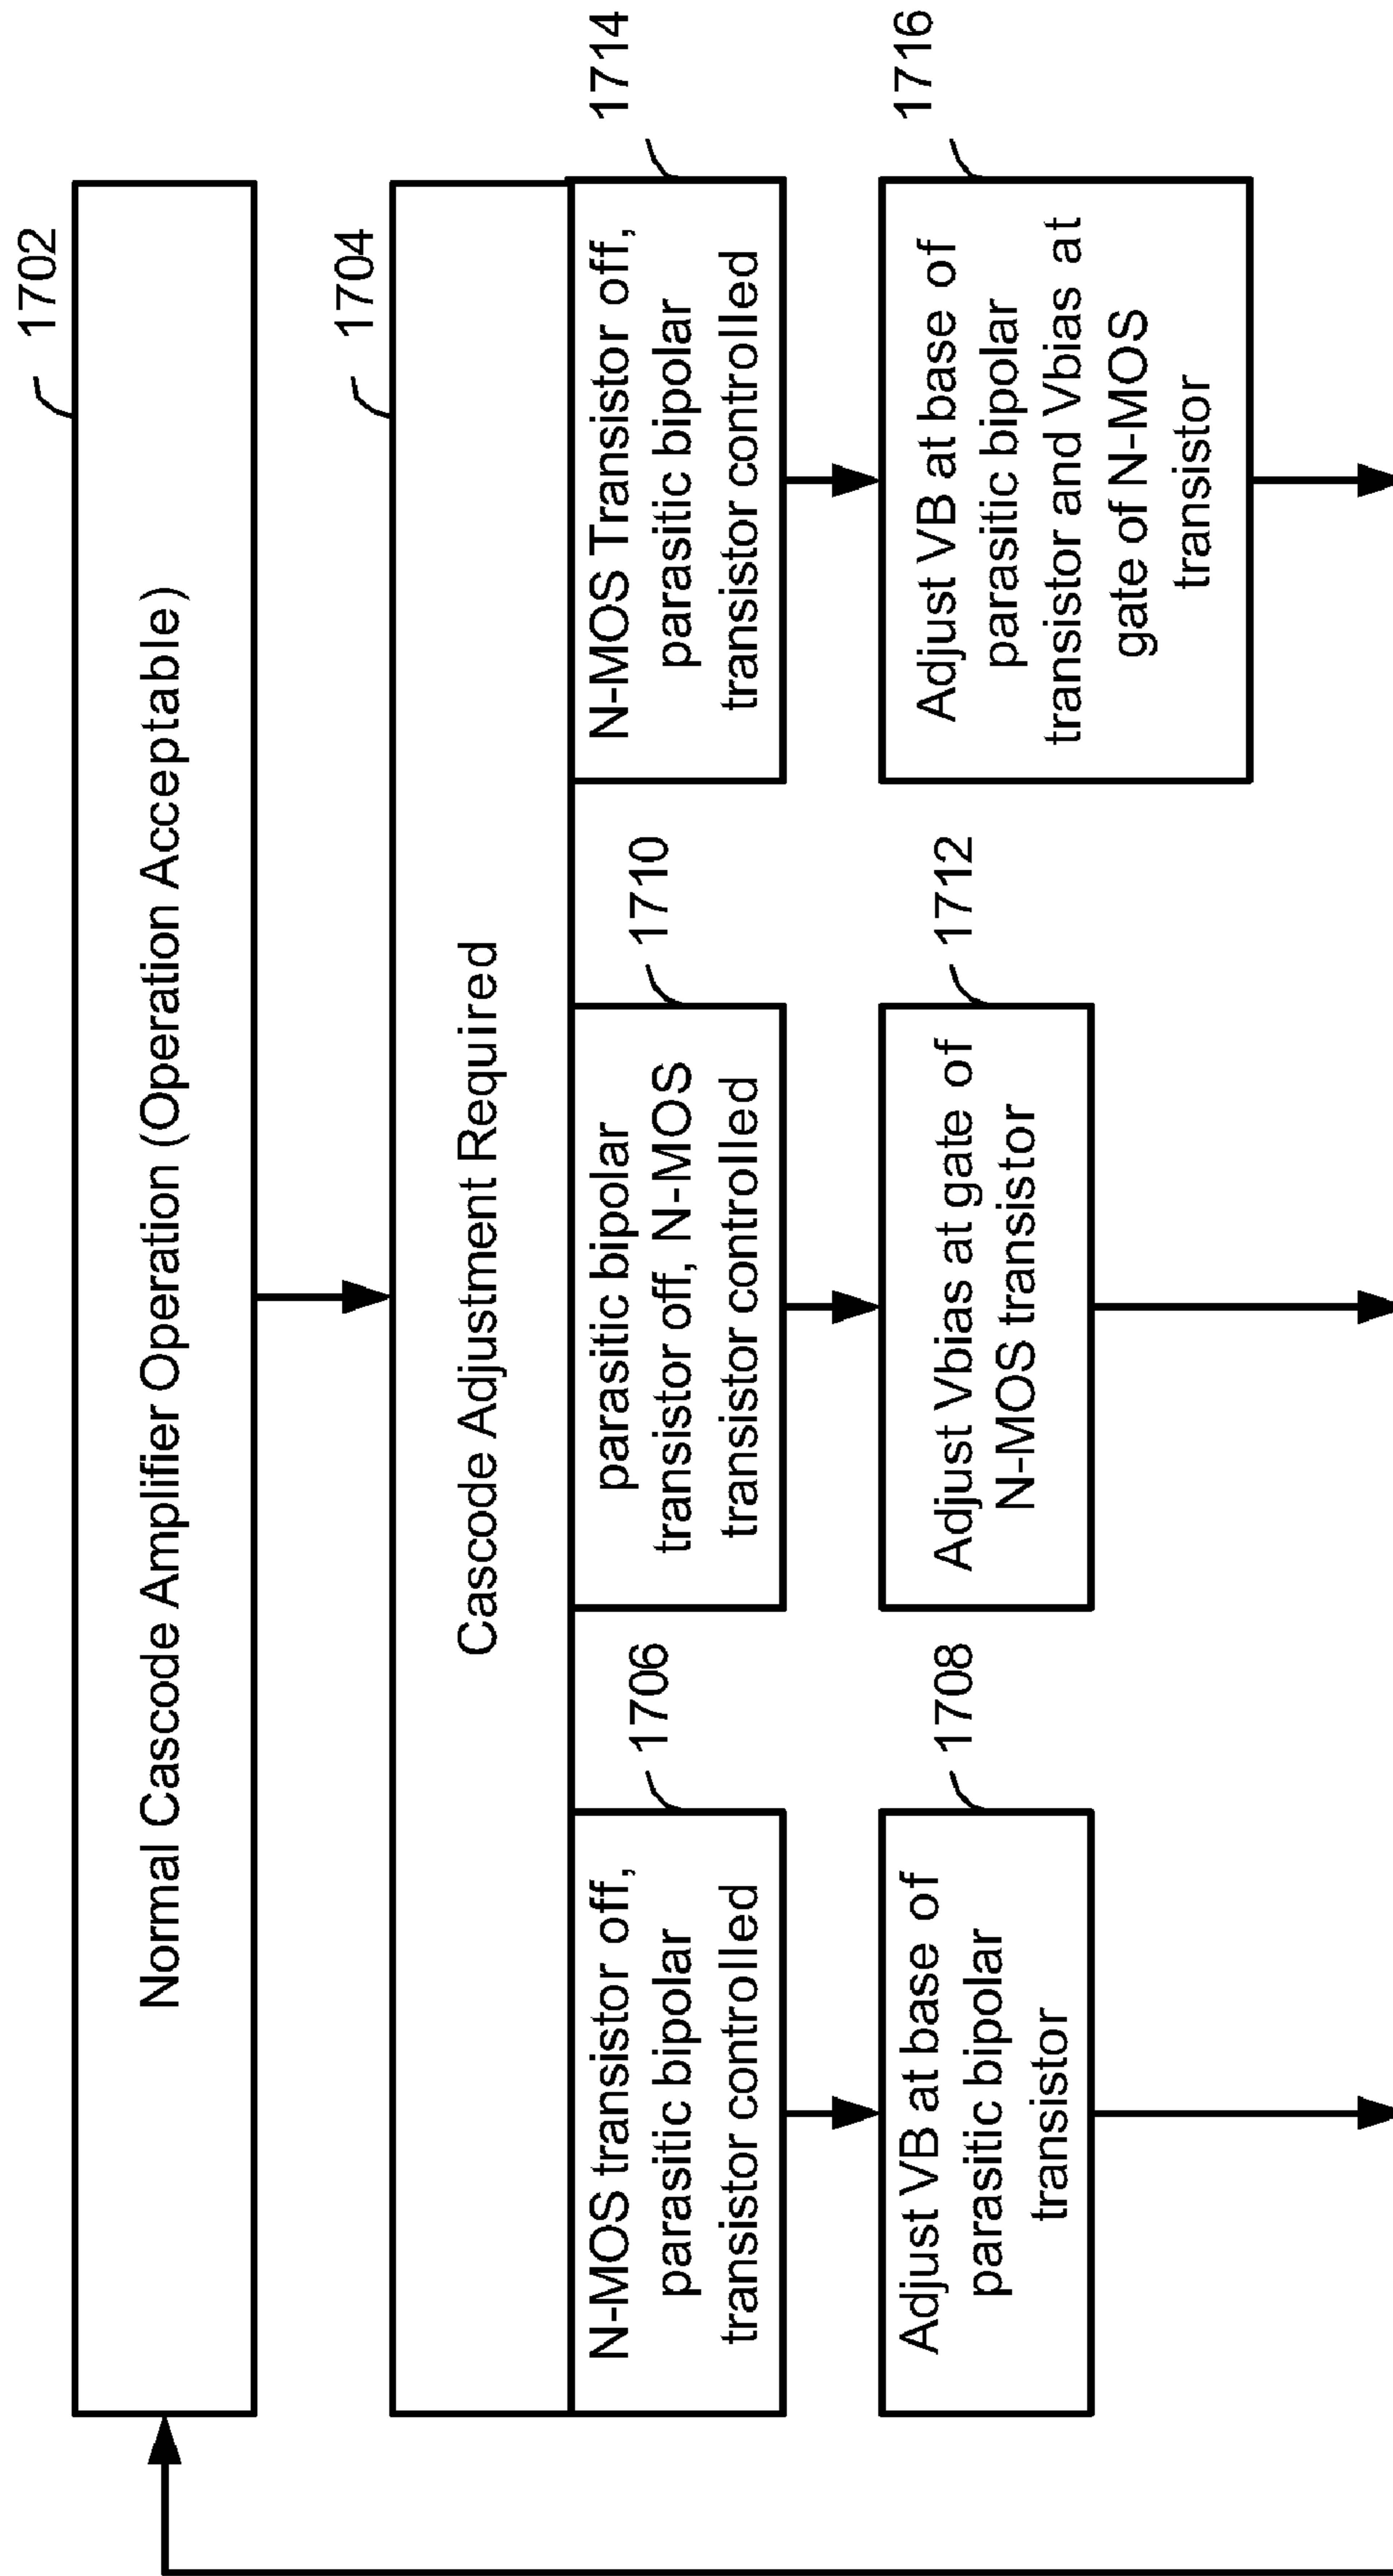 1702
Normal Cascode Amplifier Operation (Operation Acceptable)
1704
Cascode Adjustment Required
1706
N-MOS transistor off,
parasitic bipolar
transistor controlled
1710
parasitic bipolar
transistor off, N-MOS
transistor controlled
1714
N-MOS Transistor off,
parasitic bipolar
transistor controlled
1708
Adjust VB at base of
parasitic bipolar
transistor
1712
Adjust Vbias at gate of
N-MOS transistor
1716
Adjust VB at base of
parasitic bipolar
transistor and Vbias at
gate of N-MOS
transistor